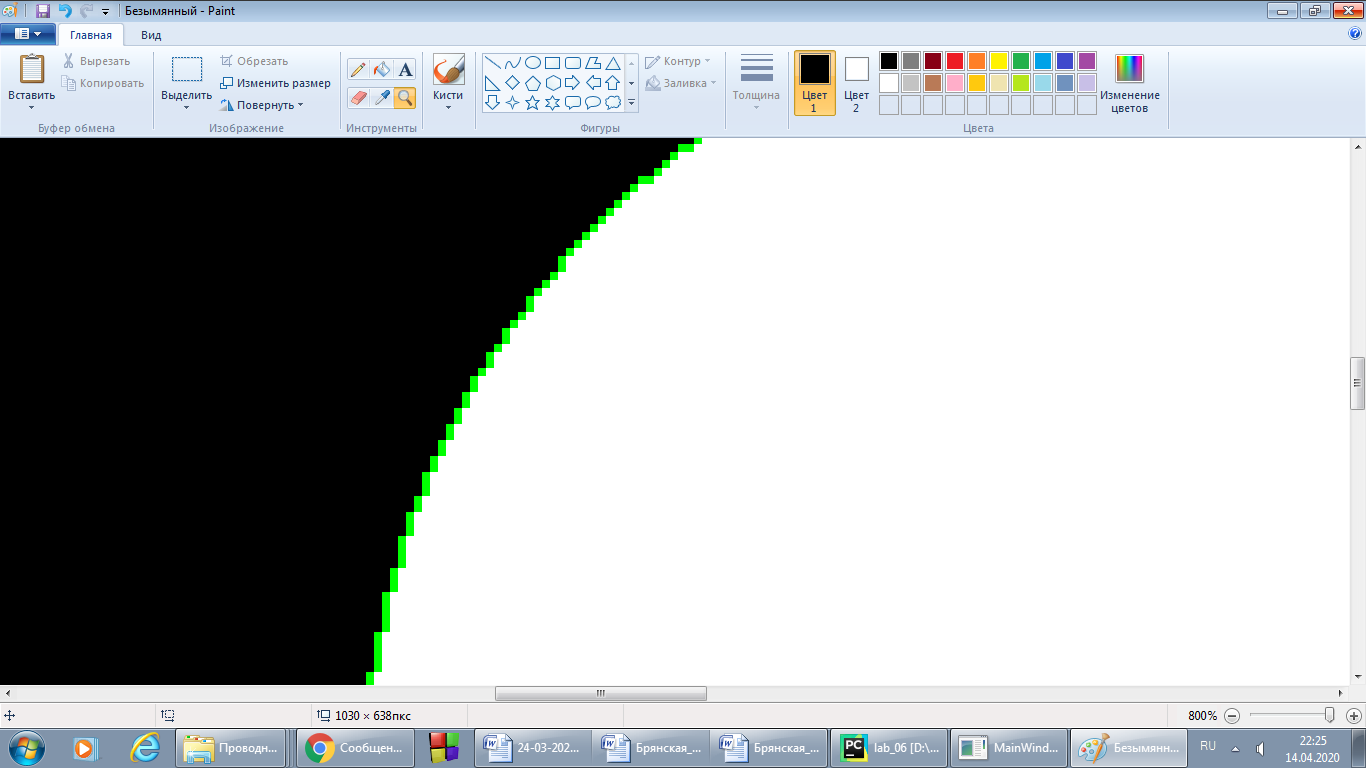 Безымянный - Paint
Главная Вид
Вставить
Вырезать
Копировать
Буфер обмена
Выделить
Обрезать
Изменить размер
Повернуть
Изображение
A
Инструменты
Кисти
Контур
Заливка
Фигуры
Толщина
Цвет
1
Цвет
2
Изменение
цветов
Цвета
1030 × 638пкс
800%
Проводн...
Сообщен...
24-03-202...
Брянская_...
Брянская_...
PC
lab_06 [D:\...
MainWind...
Безымянн...
RU
22:25
14.04.2020